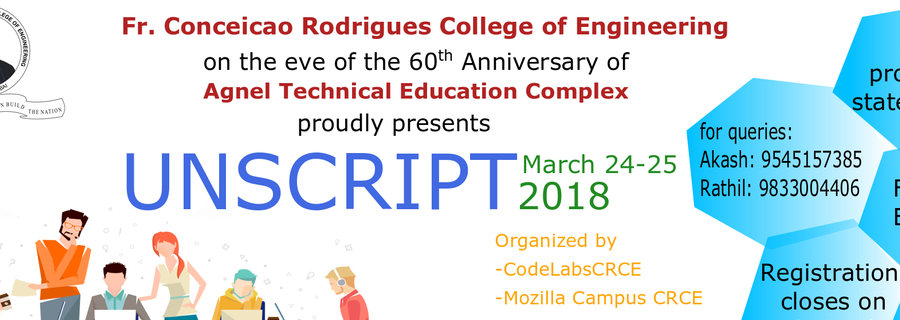 Fr. Conceicao Rodrigues College of Engineering
on the eve of the 60th Anniversary of
Agnel Technical Education Complex
proudly presents
UNSCRIPT
March 24-25
2018
Organized by
-CodeLabsCRCE
-Mozilla Campus CRCE
for queries:
Akash: 9545157385
Rathil: 9833004406
Registration
closes on
THE NATION